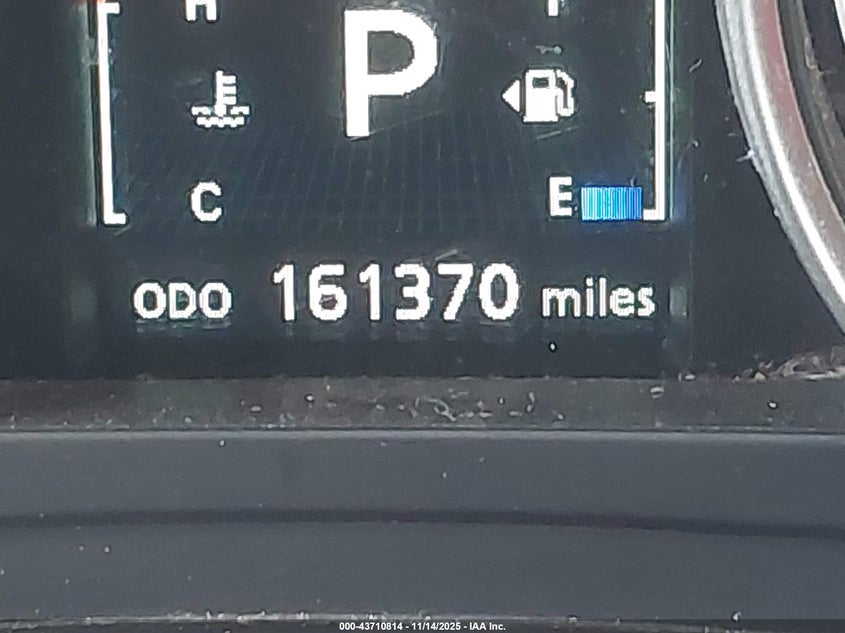 H F
P
C E
ODO 161370 miles
000-43710814 - 11/14/2025 - IAA Inc.